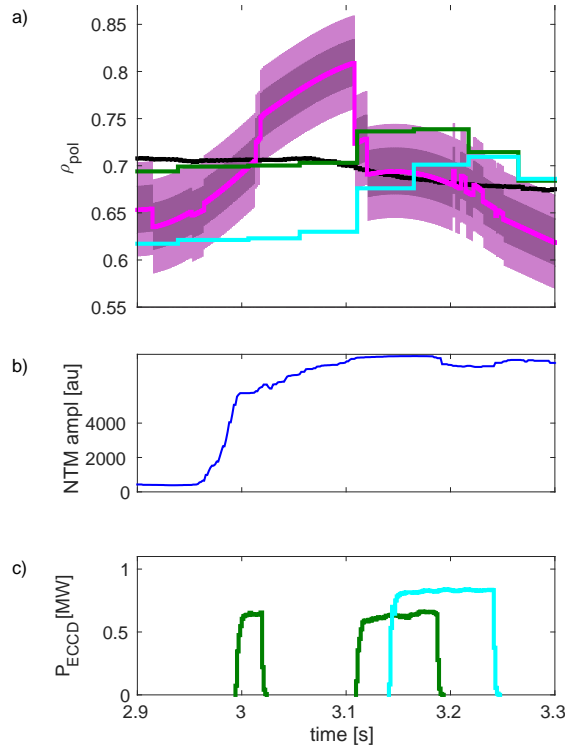 a)
0.85
0.8
0.75
0.7
0.65
0.6
0.55
ρpol
b)
4000
2000
0
NTM ampl [au]
c)
1
0.5
0
PECCD [MW]
2.9 3 3.1 3.2 3.3
time [s]